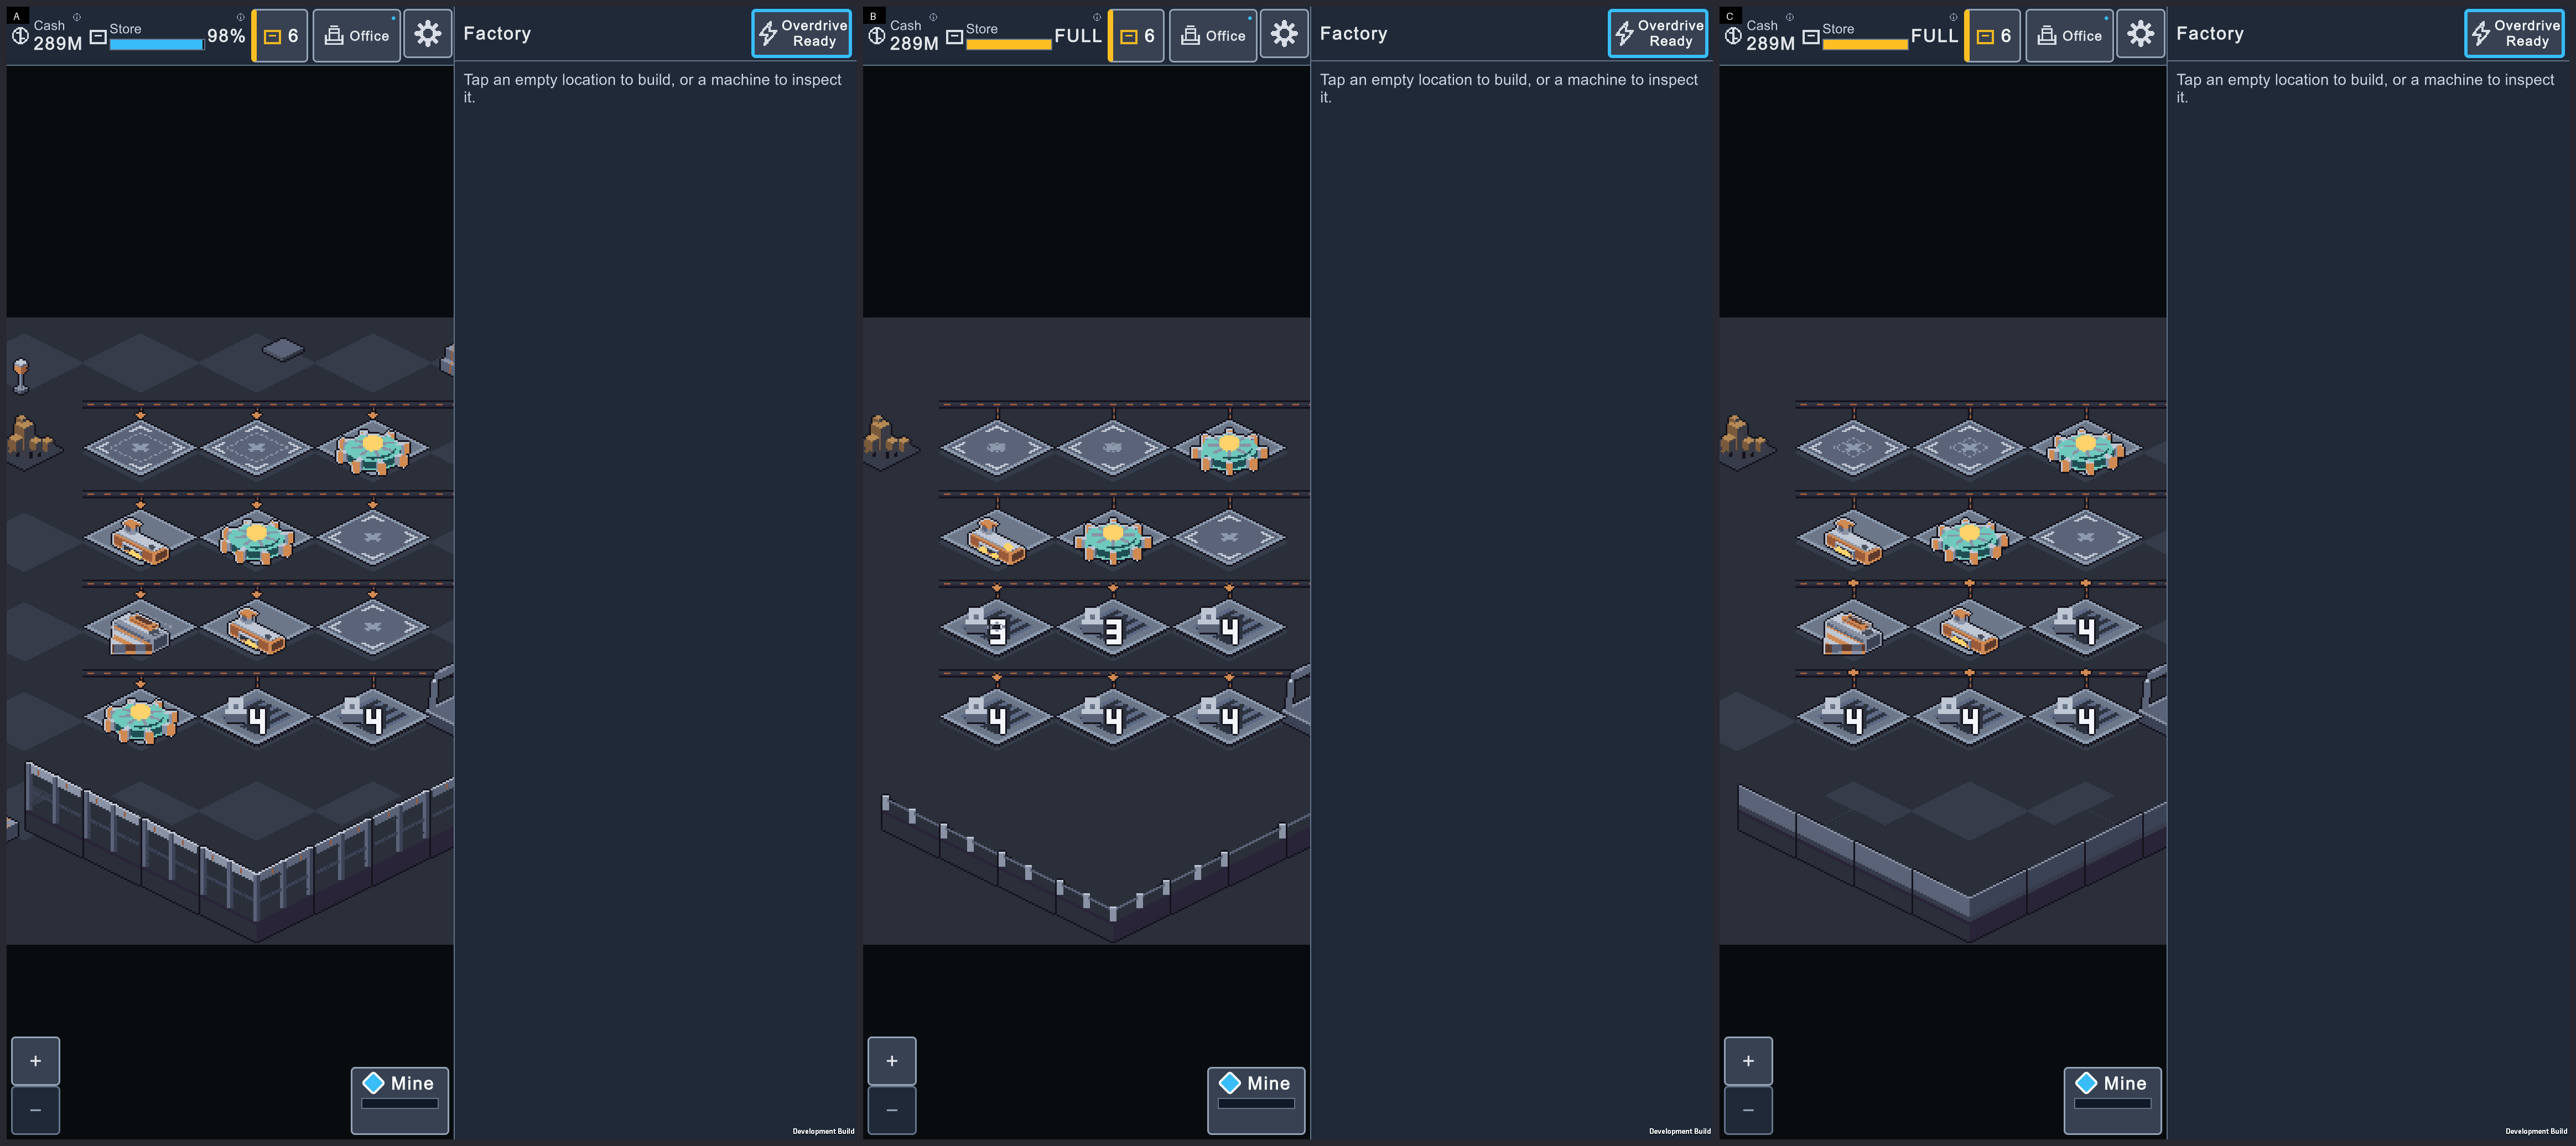 A
Cash
289M
Store
98%
6
Office
Factory
Overdrive
Ready
Tap an empty location to build, or a machine to inspect
it.
4
4
+
−
Mine
Development Build
B
Cash
289M
Store
FULL
6
Office
Factory
Overdrive
Ready
Tap an empty location to build, or a machine to inspect
it.
3
4
4
4
4
+
−
Mine
Development Build
C
Cash
289M
Store
FULL
6
Office
Factory
Overdrive
Ready
Tap an empty location to build, or a machine to inspect
it.
4
4
4
4
+
−
Mine
Development Build